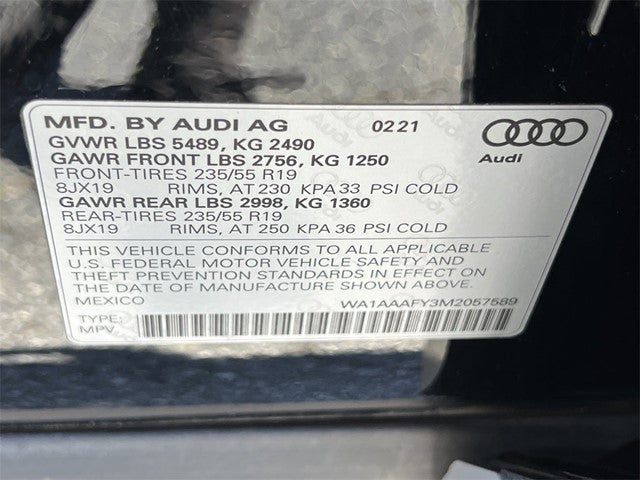 MFD. BY AUDI AG 0221
GVWR LBS 5489, KG 2490
GAWR FRONT LBS 2756, KG 1250
Audi
FRONT-TIRES 235/55 R19
8JX19 RIMS, AT 230 KPA 33 PSI COLD
GAWR REAR LBS 2998, KG 1360
REAR-TIRES 235/55 R19
8JX19 RIMS, AT 250 KPA 36 PSI COLD
THIS VEHICLE CONFORMS TO ALL APPLICABLE
U.S. FEDERAL MOTOR VEHICLE SAFETY AND
THEFT PREVENTION STANDARDS IN EFFECT ON
THE DATE OF MANUFACTURE SHOWN ABOVE.
MEXICO WA1AAAFY3M2057589
TYPE:
MPV